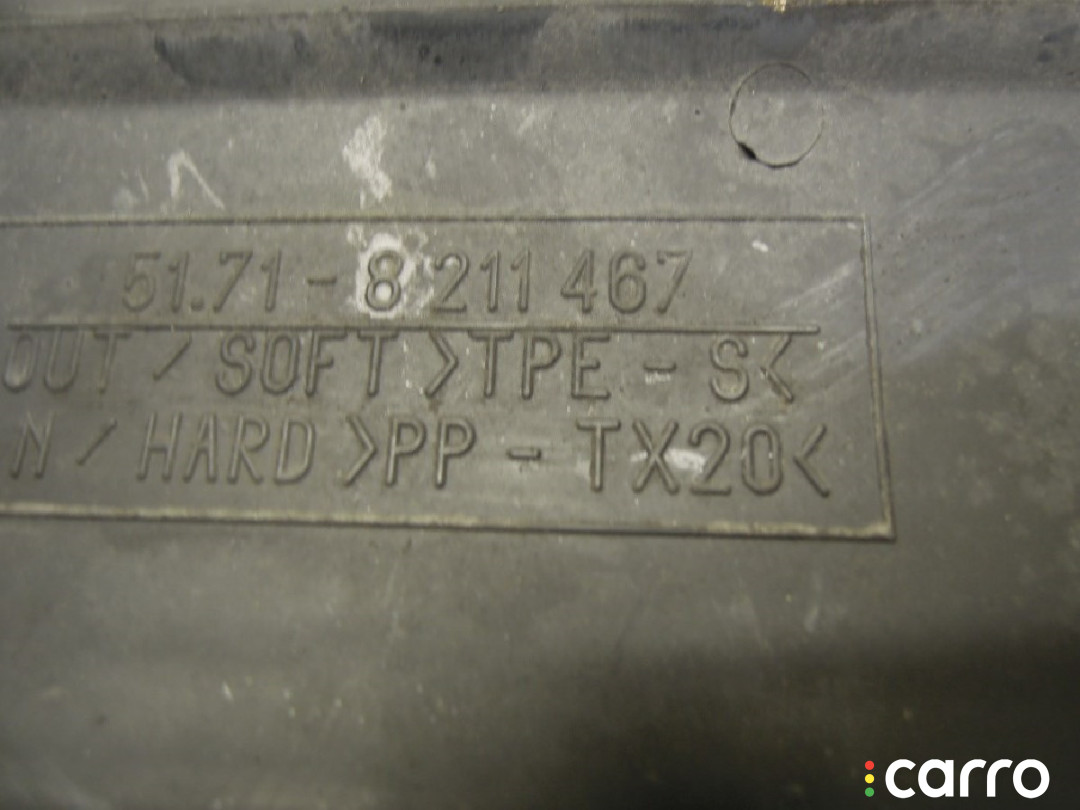 51.71-8 211 467
OUT / SOFT >TPE-S<
N / HARD >PP-TX20<
carro